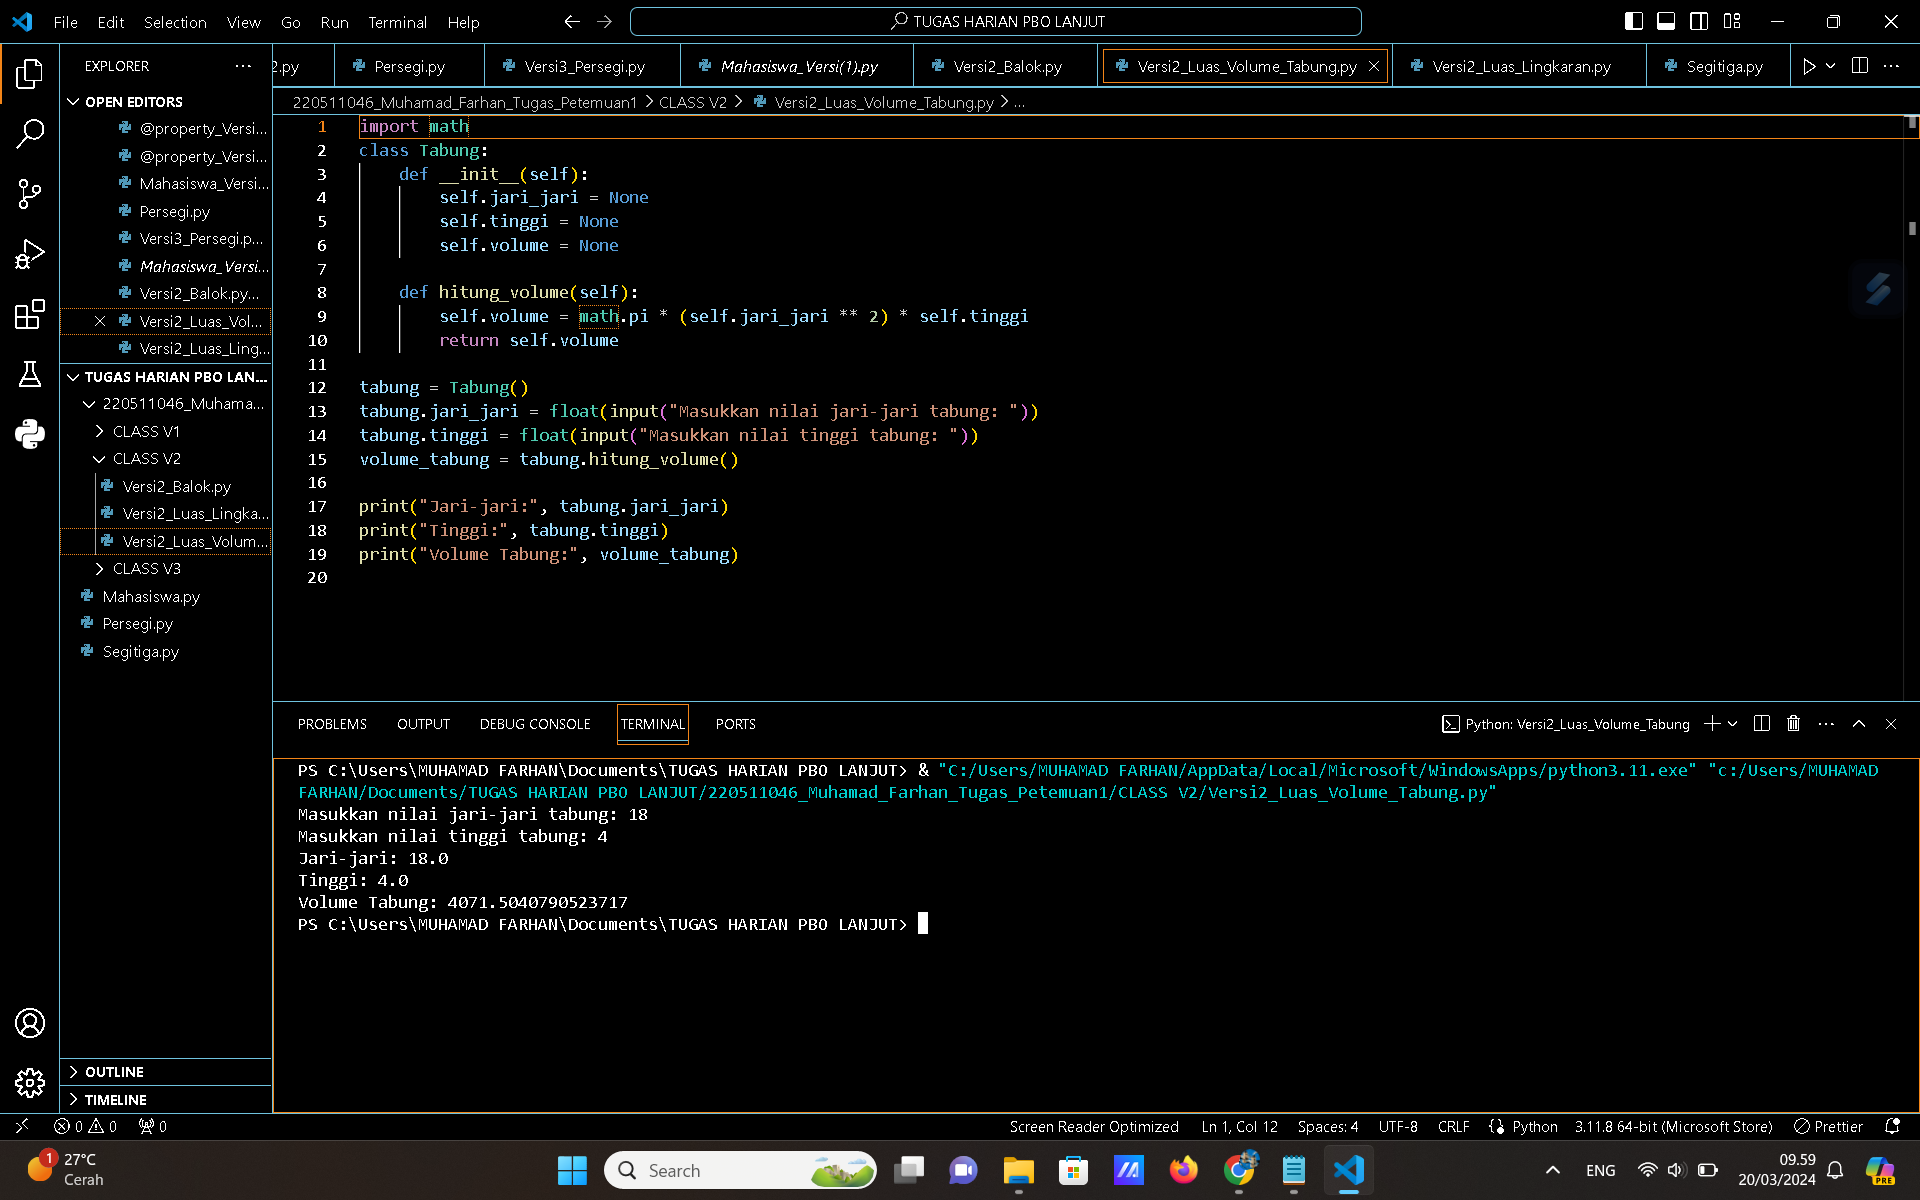 File Edit Selection View Go Run Terminal Help
TUGAS HARIAN PBO LANJUT
EXPLORER
2.py Persegi.py Versi3_Persegi.py Mahasiswa_Versi(1).py Versi2_Balok.py Versi2_Luas_Volume_Tabung.py Versi2_Luas_Lingkaran.py Segitiga.py
220511046_Muhamad_Farhan_Tugas_Petemuan1 > CLASS V2 > Versi2_Luas_Volume_Tabung.py > ...
OPEN EDITORS
@property_Versi...
@property_Versi...
Mahasiswa_Versi...
Persegi.py
Versi3_Persegi.p...
Mahasiswa_Versi...
Versi2_Balok.py...
Versi2_Luas_Vol...
Versi2_Luas_Ling...
TUGAS HARIAN PBO LAN...
220511046_Muhama...
CLASS V1
CLASS V2
Versi2_Balok.py
Versi2_Luas_Lingka...
Versi2_Luas_Volum...
CLASS V3
Mahasiswa.py
Persegi.py
Segitiga.py
OUTLINE
TIMELINE
1 import math
2 class Tabung:
3     def __init__(self):
4         self.jari_jari = None
5         self.tinggi = None
6         self.volume = None
7
8     def hitung_volume(self):
9         self.volume = math.pi * (self.jari_jari ** 2) * self.tinggi
10         return self.volume
11
12 tabung = Tabung()
13 tabung.jari_jari = float(input("Masukkan nilai jari-jari tabung: "))
14 tabung.tinggi = float(input("Masukkan nilai tinggi tabung: "))
15 volume_tabung = tabung.hitung_volume()
16
17 print("Jari-jari:", tabung.jari_jari)
18 print("Tinggi:", tabung.tinggi)
19 print("Volume Tabung:", volume_tabung)
20
PROBLEMS OUTPUT DEBUG CONSOLE TERMINAL PORTS
Python: Versi2_Luas_Volume_Tabung
PS C:\Users\MUHAMAD FARHAN\Documents\TUGAS HARIAN PBO LANJUT> & "C:/Users/MUHAMAD FARHAN/AppData/Local/Microsoft/WindowsApps/python3.11.exe" "c:/Users/MUHAMAD
FARHAN/Documents/TUGAS HARIAN PBO LANJUT/220511046_Muhamad_Farhan_Tugas_Petemuan1/CLASS V2/Versi2_Luas_Volume_Tabung.py"
Masukkan nilai jari-jari tabung: 18
Masukkan nilai tinggi tabung: 4
Jari-jari: 18.0
Tinggi: 4.0
Volume Tabung: 4071.5040790523717
PS C:\Users\MUHAMAD FARHAN\Documents\TUGAS HARIAN PBO LANJUT>
0 0 0
Screen Reader Optimized Ln 1, Col 12 Spaces: 4 UTF-8 CRLF Python 3.11.8 64-bit (Microsoft Store) Prettier
1
27°C
Cerah
Search
ENG
09.59
20/03/2024
PRE